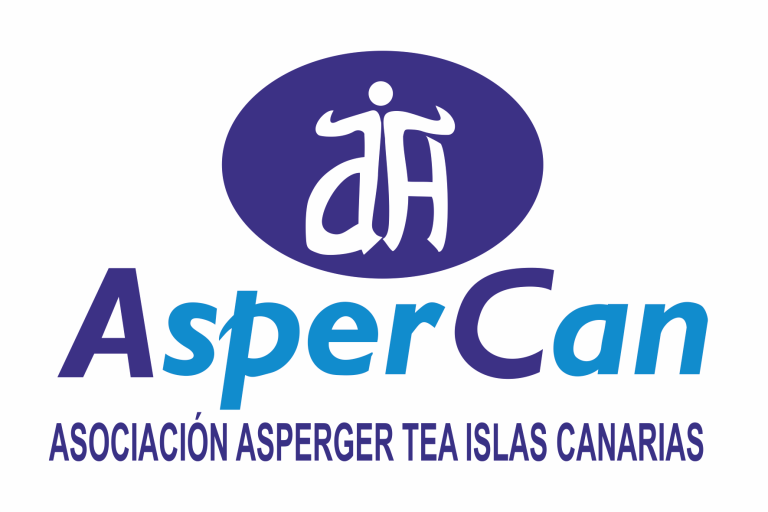 AsperCan
ASOCIACIÓN ASPERGER TEA ISLAS CANARIAS